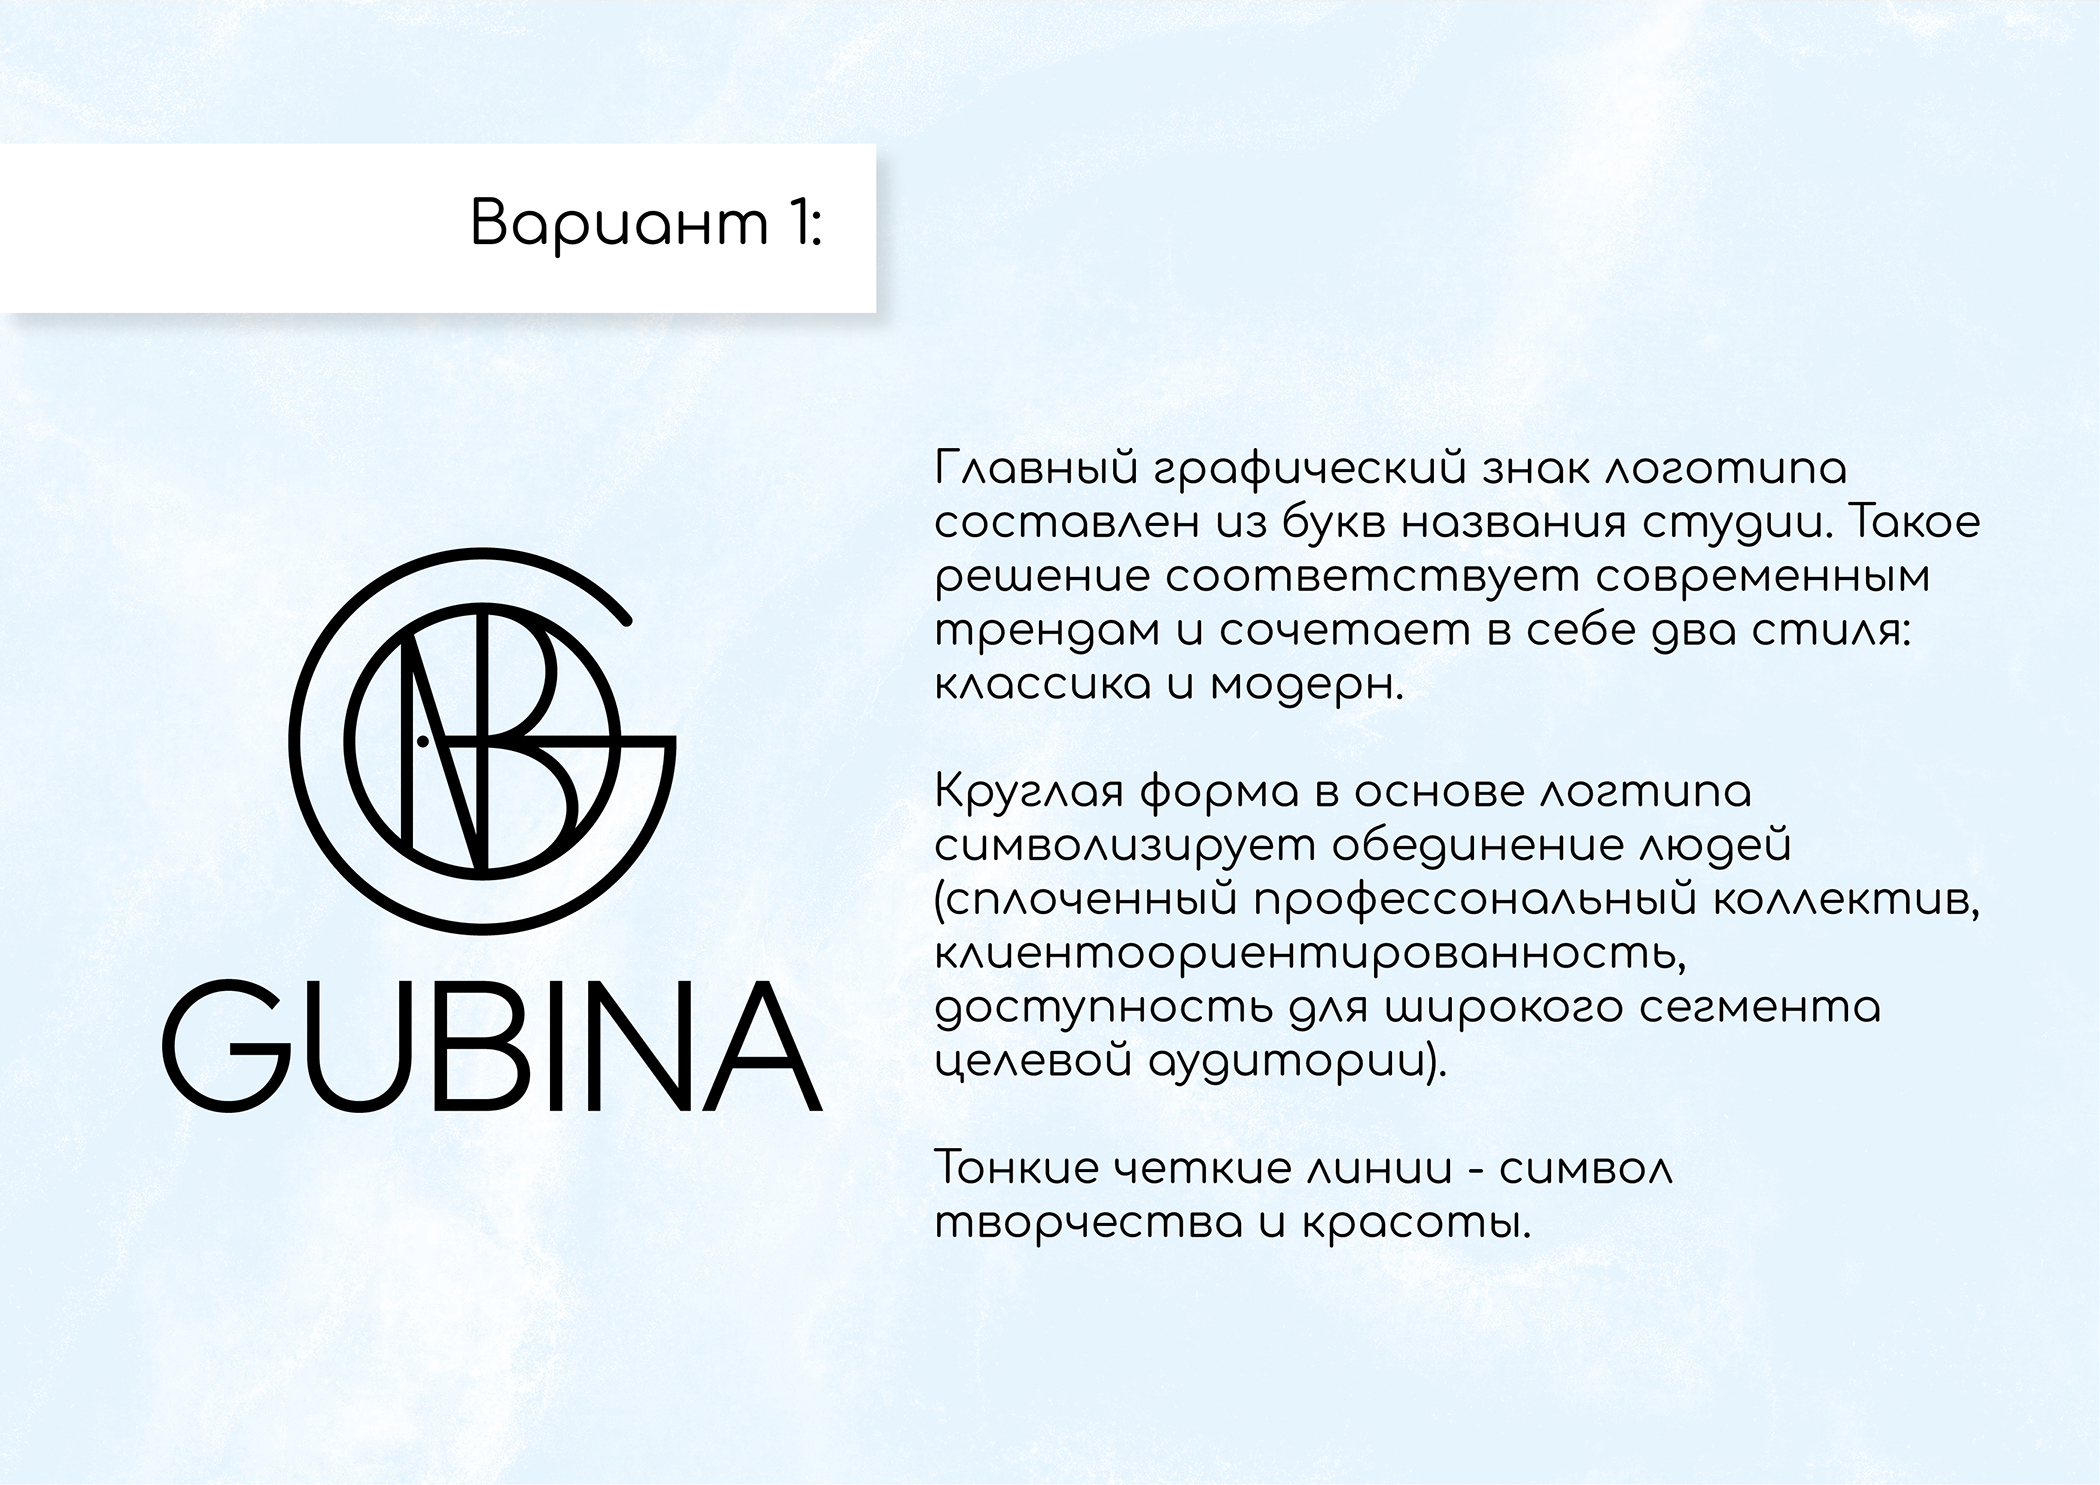 Вариант 1:
Главный графический знак логотипа
составлен из букв названия студии. Такое
решение соответствует современным
трендам и сочетает в себе два стиля:
классика и модерн.
Круглая форма в основе логтипа
символизирует обединение людей
(сплоченный профессональный коллектив,
клиентоориентированность,
доступность для широкого сегмента
целевой аудитории).
Тонкие четкие линии - символ
творчества и красоты.
GUBINA